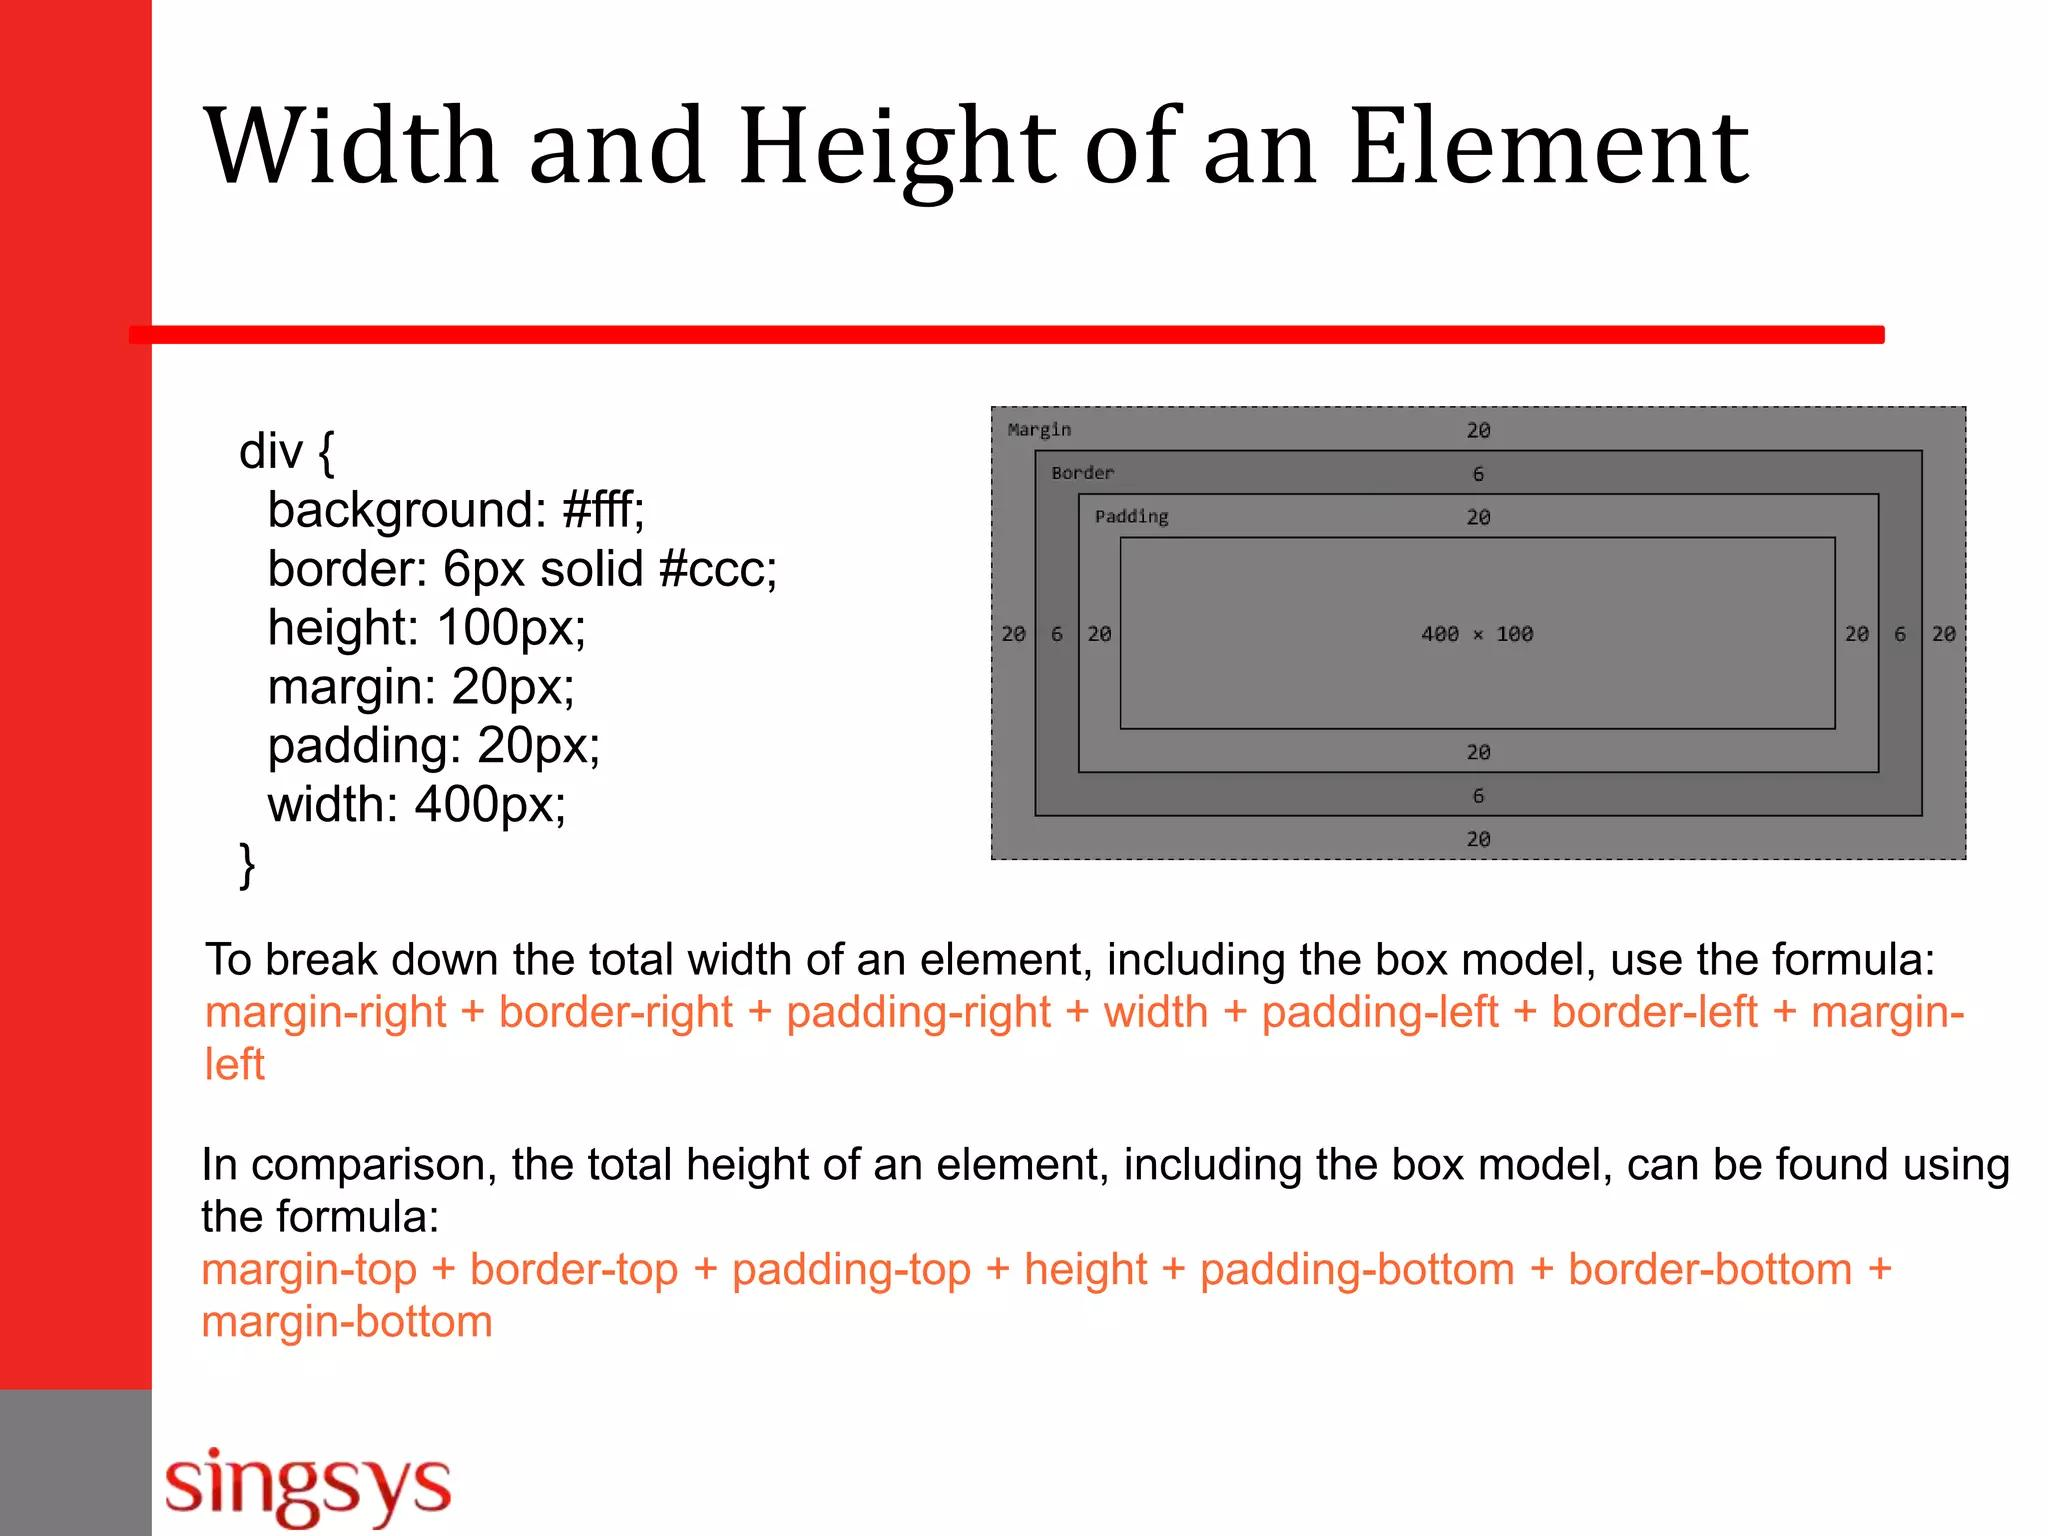 Width and Height of an Element
div {
background: #fff;
border: 6px solid #ccc;
height: 100px;
margin: 20px;
padding: 20px;
width: 400px;
}
Margin 20
Border 6
Padding 20
20 6 20 400 × 100 20 6 20
20
6
20
To break down the total width of an element, including the box model, use the formula:
margin-right + border-right + padding-right + width + padding-left + border-left + margin-
left
In comparison, the total height of an element, including the box model, can be found using
the formula:
margin-top + border-top + padding-top + height + padding-bottom + border-bottom +
margin-bottom
singsys